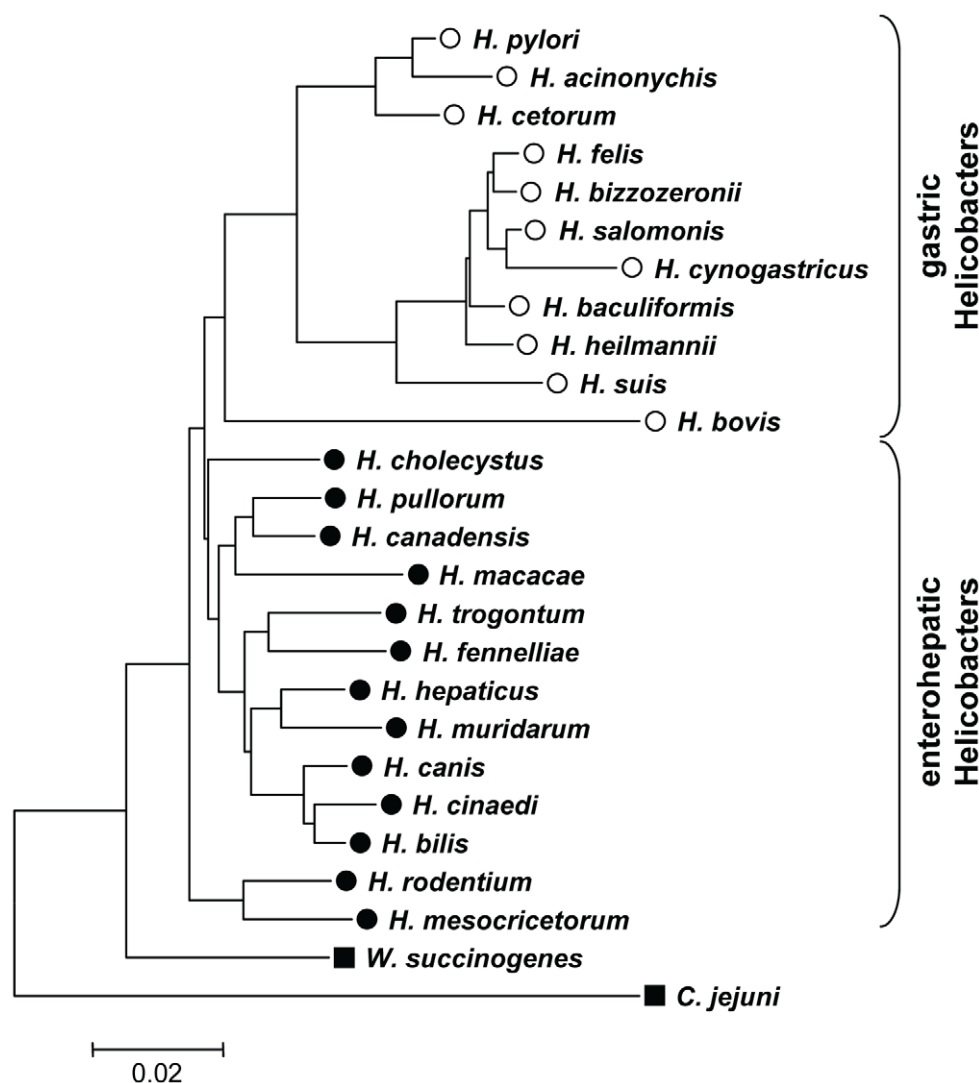 H. pylori
H. acinonychis
H. cetorum
H. felis
H. bizzozeronii
H. salomonis
H. cynogastricus
H. baculiformis
H. heilmannii
H. suis
H. bovis
gastric
Helicobacters
H. cholecystus
H. pullorum
H. canadensis
H. macacae
H. trogontum
H. fennelliae
H. hepaticus
H. muridarum
H. canis
H. cinaedi
H. bilis
H. rodentium
H. mesocricetorum
enterohepatic
Helicobacters
W. succinogenes
C. jejuni
0.02